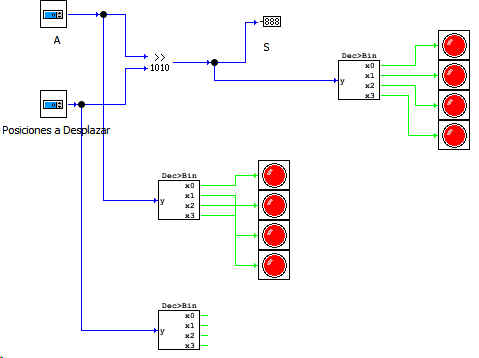 888
A
S
>>
1010
Posiciones a Desplazar
Dec>Bin
y
x0
x1
x2
x3
Dec>Bin
y
x0
x1
x2
x3
Dec>Bin
y
x0
x1
x2
x3